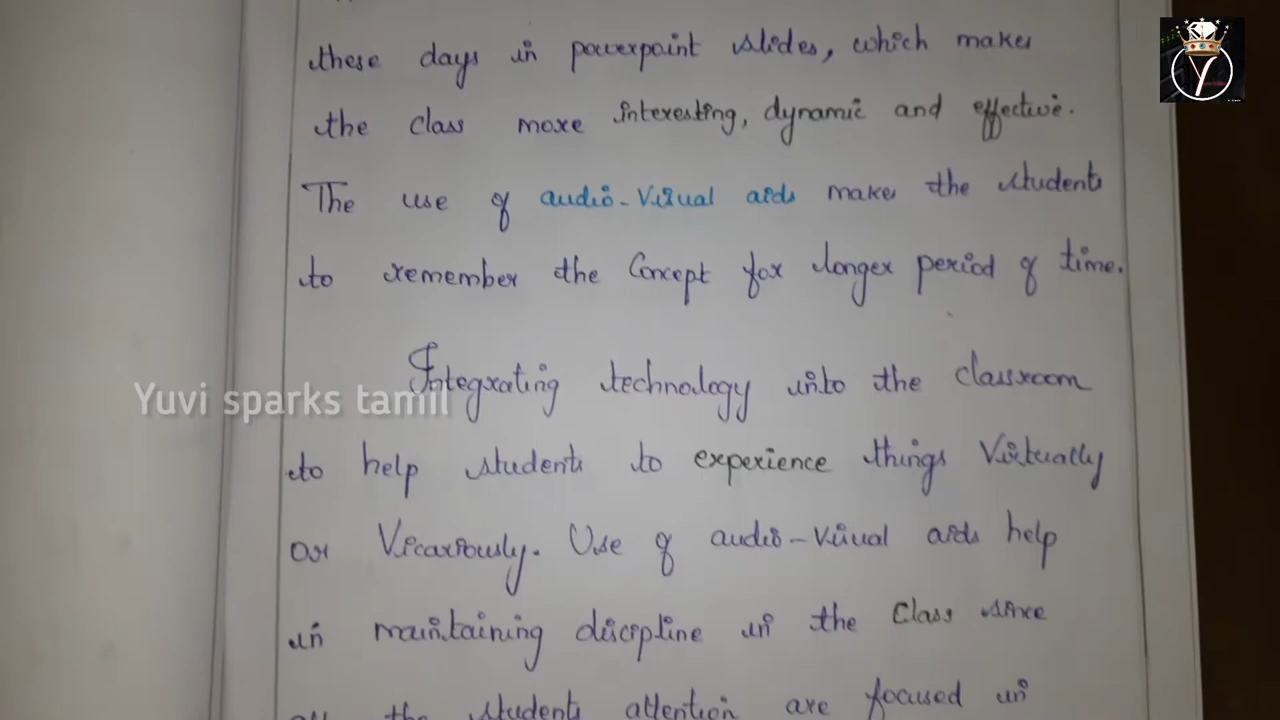 these days in powerpoint slides, which makes
the class more interesting, dynamic and effective.
The use of audio-visual aids make the students
to remember the Concept for longer period of time.
Integrating technology into the classroom
Yuvi sparks tamil
to help students to experience things Virtually
or Vicariously. Use of audio-visual aids help
in maintaining discipline in the Class since
all the students attention are focused in
Y